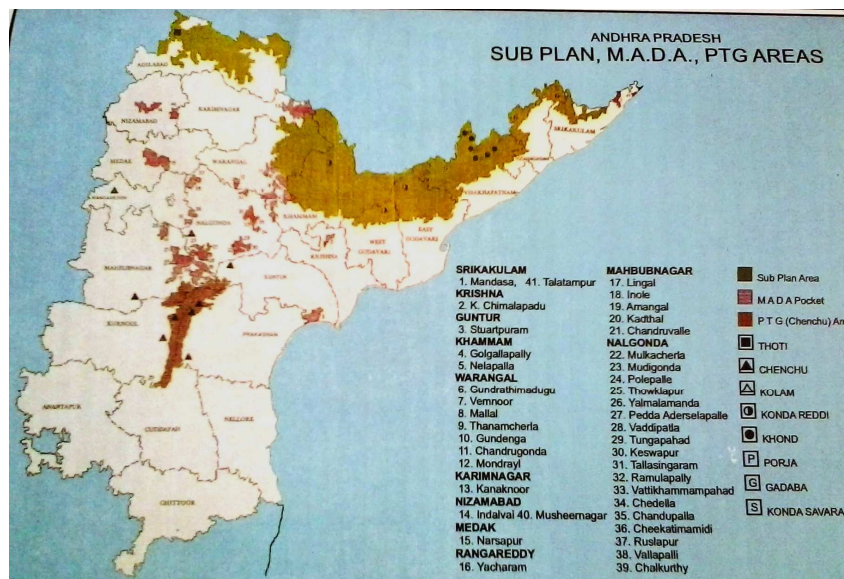 ANDHRA PRADESH
SUB PLAN, M.A.D.A., PTG AREAS
ADILABAD
NIZAMABAD
KARIMNAGAR
MEDAK
WARANGAL
SRIKAKULAM
VISAKHAPATNAM
KHAMMAM
NALGONDA
EAST GODAVARI
WEST GODAVARI
KRISHNA
MAHBUBNAGAR
GUNTUR
KURNOOL
PRAKASAM
ANANTAPUR
CUDDAPAH
NELLORE
CHITTOOR
SRIKAKULAM
1. Mandasa, 41. Talatampur
KRISHNA
2. K. Chimalapadu
GUNTUR
3. Stuartpuram
KHAMMAM
4. Golgallapally
5. Nelapalla
WARANGAL
6. Gundrathimadugu
7. Vemnoor
8. Mallal
9. Thanamcherla
10. Gundenga
11. Chandrugonda
12. Mondrayl
KARIMNAGAR
13. Kanaknoor
NIZAMABAD
14. Indalvai 40. Musheernagar
MEDAK
15. Narsapur
RANGAREDDY
16. Yacharam
MAHBUBNAGAR
17. Lingal
18. Inole
19. Amangal
20. Kadthal
21. Chandruvalle
NALGONDA
22. Mulkacherla
23. Mudigonda
24. Polepalle
25. Thowklapur
26. Yalmalamanda
27. Pedda Aderselapalle
28. Vaddipatla
29. Tungapahad
30. Keswapur
31. Tallasingaram
32. Ramulapally
33. Vattikhammampahad
34. Chedella
35. Chandupalla
36. Cheekatimamidi
37. Ruslapur
38. Vallapalli
39. Chalkurthy
Sub Plan Area
M A D A Pocket
P T G (Chenchu) Ar
THOTI
CHENCHU
KOLAM
KONDA REDDI
KHOND
P PORJA
G GADABA
S KONDA SAVARA